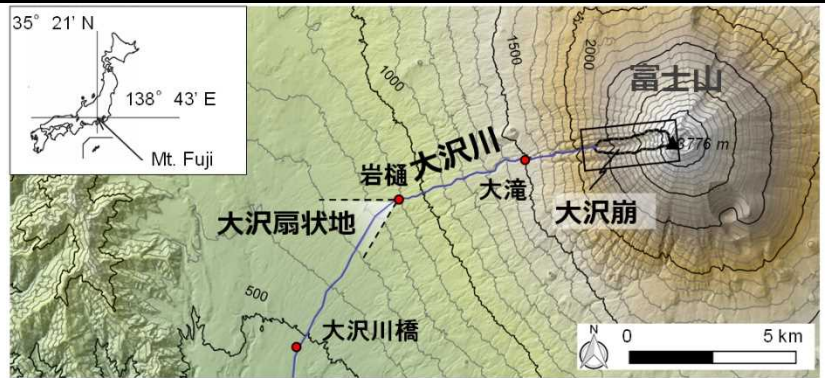 35° 21' N
138° 43' E
Mt. Fuji
1000
1500
2000
富士山
3776 m
大沢川
岩樋
大滝
大沢崩
大沢扇状地
500
大沢川橋
N
0
5 km